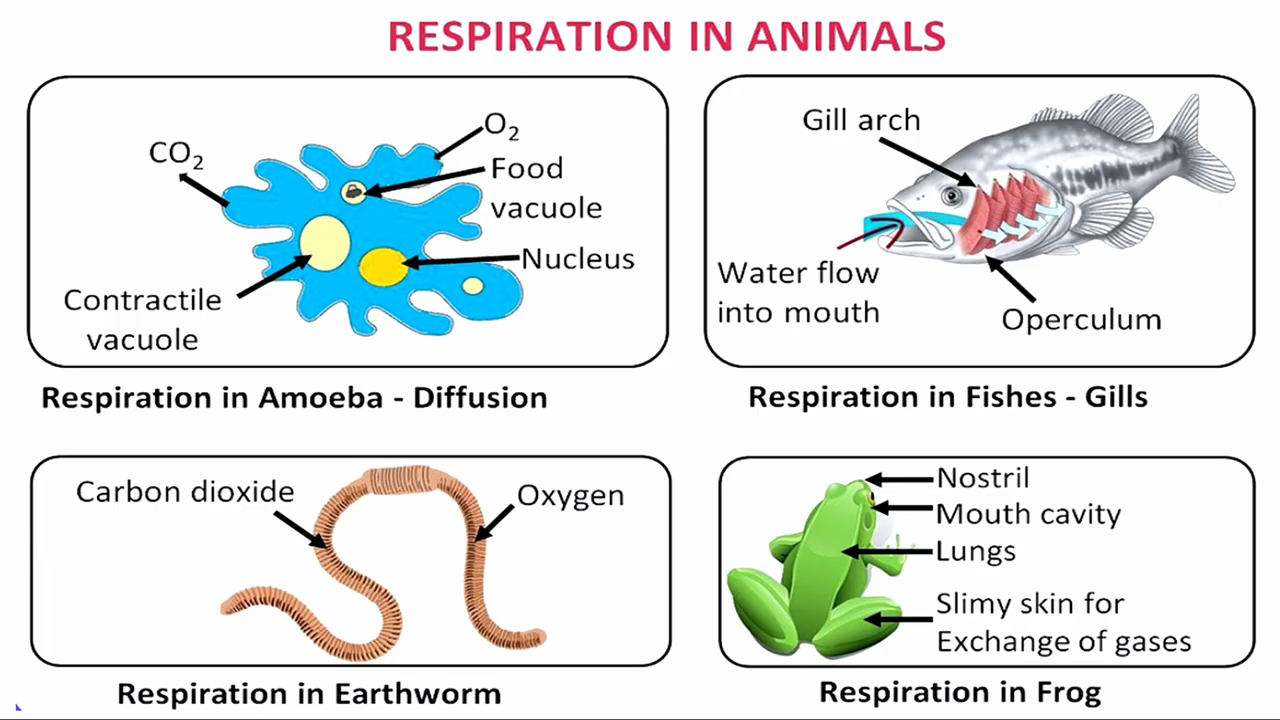 RESPIRATION IN ANIMALS
CO₂
O₂
Food
vacuole
Nucleus
Contractile
vacuole
Respiration in Amoeba - Diffusion
Gill arch
Water flow
into mouth
Operculum
Respiration in Fishes - Gills
Carbon dioxide
Oxygen
Respiration in Earthworm
Nostril
Mouth cavity
Lungs
Slimy skin for
Exchange of gases
Respiration in Frog